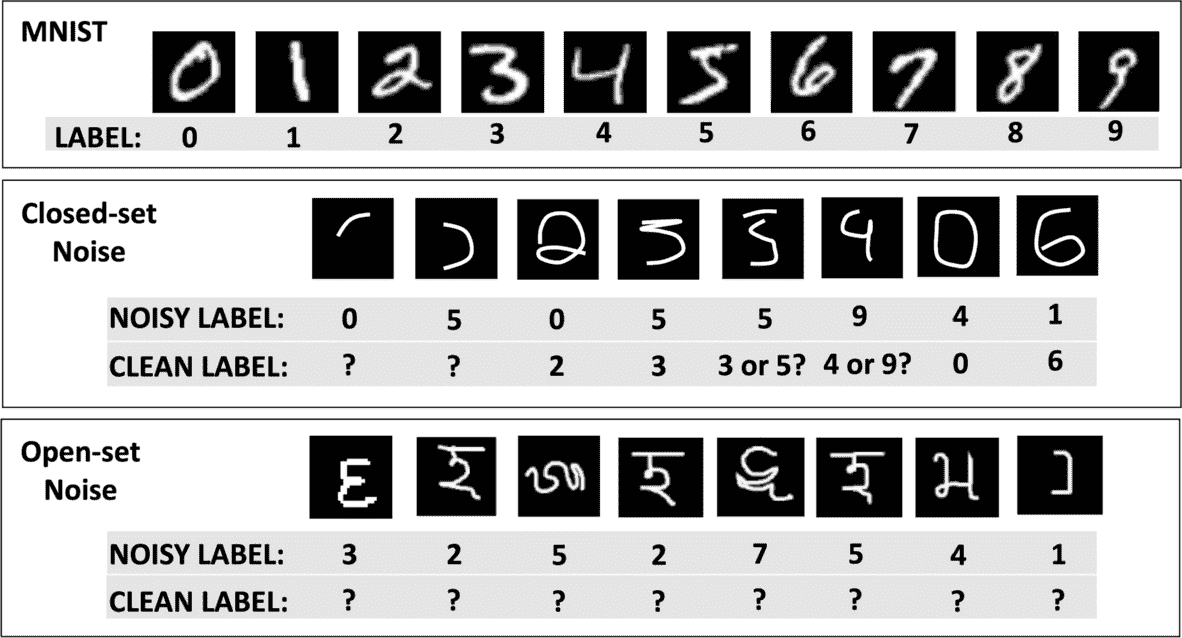 MNIST
0 1 2 3 4 5 6 7 8 9
LABEL: 0 1 2 3 4 5 6 7 8 9
Closed-set
Noise
NOISY LABEL: 0 5 0 5 5 9 4 1
CLEAN LABEL: ? ? 2 3 3 or 5? 4 or 9? 0 6
Open-set
Noise
NOISY LABEL: 3 2 5 2 7 5 4 1
CLEAN LABEL: ? ? ? ? ? ? ? ?